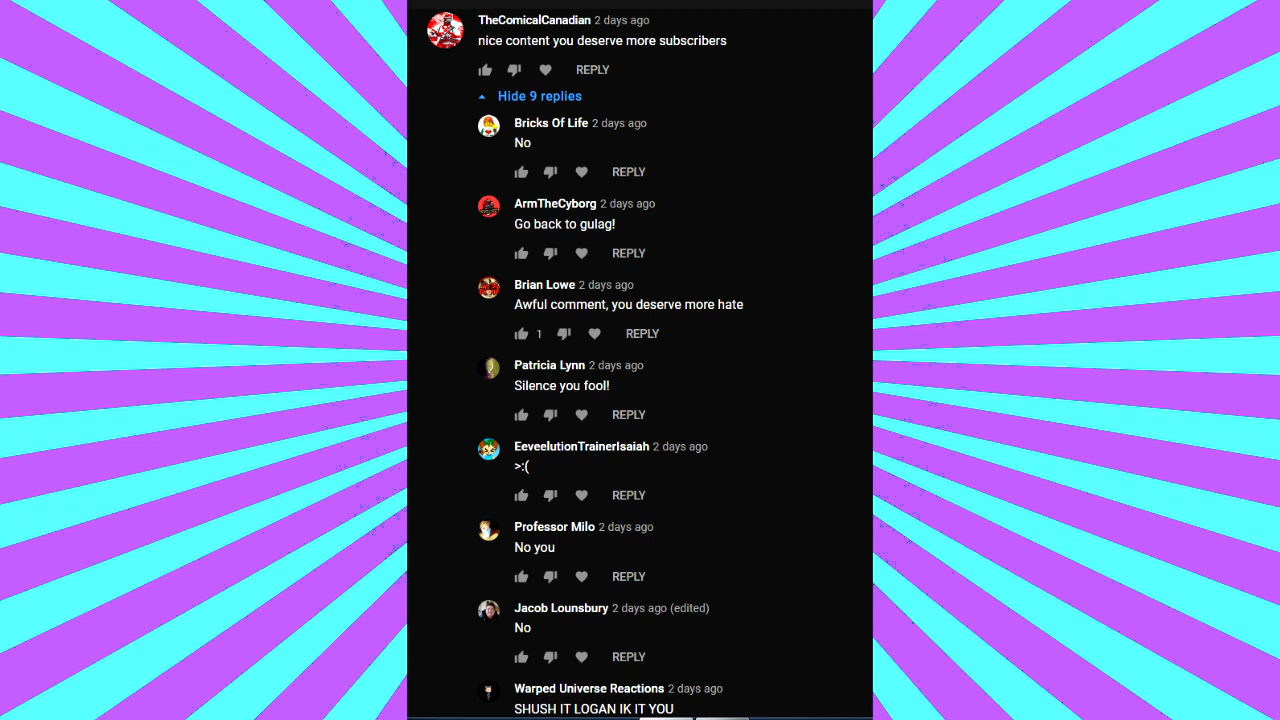 TheComicalCanadian 2 days ago
nice content you deserve more subscribers
REPLY
Hide 9 replies
Bricks Of Life 2 days ago
No
REPLY
ArmTheCyborg 2 days ago
Go back to gulag!
REPLY
Brian Lowe 2 days ago
Awful comment, you deserve more hate
1 REPLY
Patricia Lynn 2 days ago
Silence you fool!
REPLY
EeveelutionTrainerIsaiah 2 days ago
>:(
REPLY
Professor Milo 2 days ago
No you
REPLY
Jacob Lounsbury 2 days ago (edited)
No
REPLY
Warped Universe Reactions 2 days ago
SHUSH IT LOGAN IK IT YOU